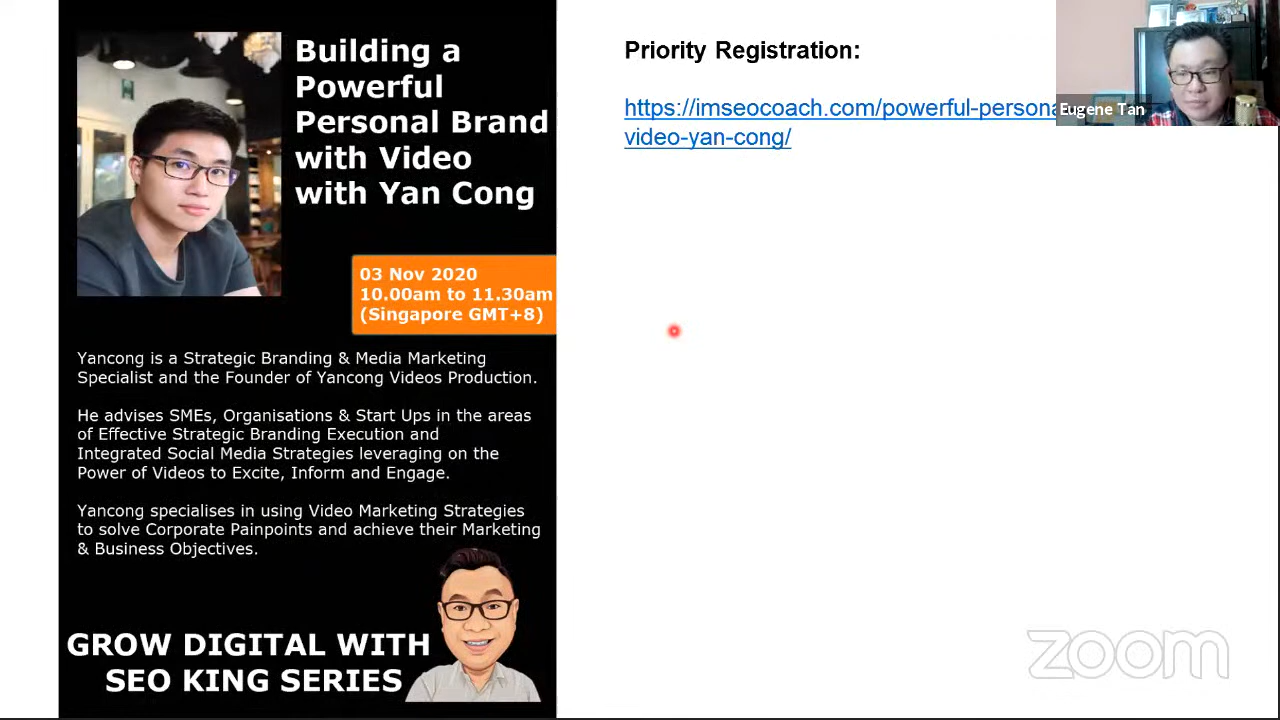 Building a
Powerful
Personal Brand
with Video
with Yan Cong
03 Nov 2020
10.00am to 11.30am
(Singapore GMT+8)
Yancong is a Strategic Branding & Media Marketing
Specialist and the Founder of Yancong Videos Production.
He advises SMEs, Organisations & Start Ups in the areas
of Effective Strategic Branding Execution and
Integrated Social Media Strategies leveraging on the
Power of Videos to Excite, Inform and Engage.
Yancong specialises in using Video Marketing Strategies
to solve Corporate Painpoints and achieve their Marketing
& Business Objectives.
GROW DIGITAL WITH
SEO KING SERIES
Priority Registration:
https://imseocoach.com/powerful-persona
video-yan-cong/
Eugene Tan
zoom